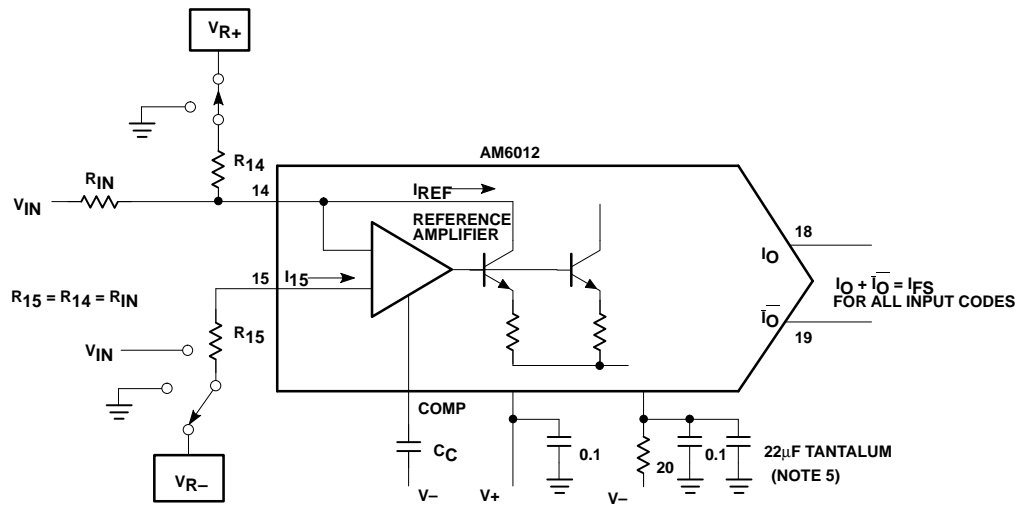 VR+
AM6012
R14
RIN
14
IREF
VIN
REFERENCE
AMPLIFIER
18
IO
15
I15
IO + I̅O̅ = IFS
FOR ALL INPUT CODES
R15 = R14 = RIN
I̅O̅
19
R15
VIN
COMP
CC
0.1
20
0.1
22μF TANTALUM
(NOTE 5)
VR–
V–
V+
V–